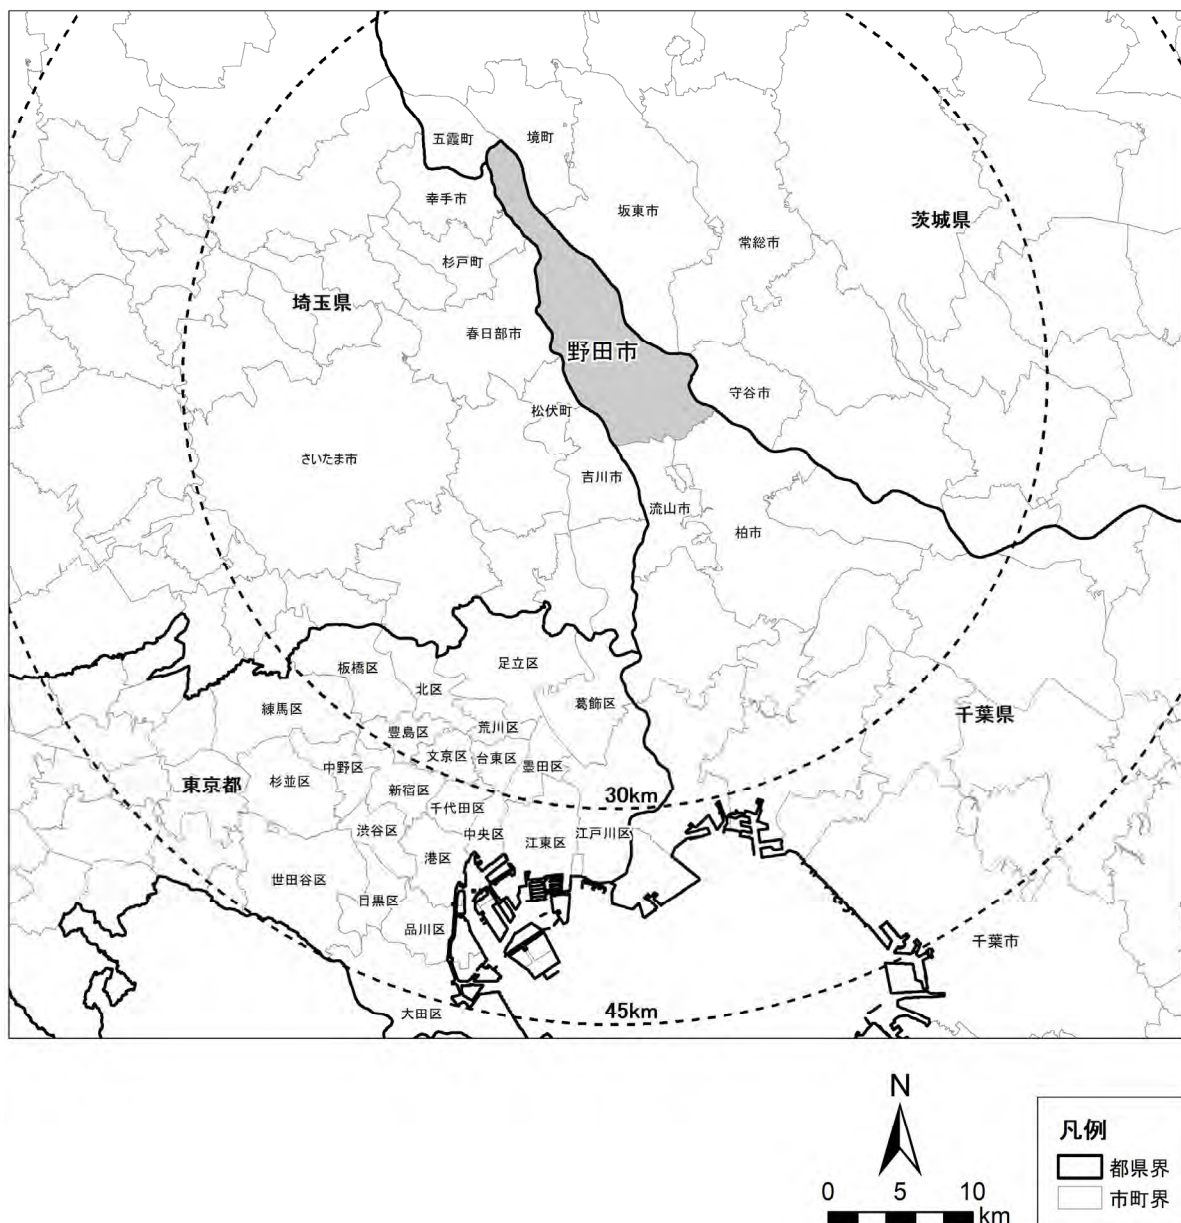 五霞町
境町
幸手市
坂東市
茨城県
常総市
杉戸町
埼玉県
春日部市
野田市
守谷市
松伏町
さいたま市
吉川市
流山市
柏市
足立区
板橋区
北区
葛飾区
練馬区
千葉県
荒川区
豊島区
文京区
台東区
墨田区
中野区
杉並区
東京都
新宿区
30km
千代田区
渋谷区
中央区
江戸川区
江東区
港区
世田谷区
目黒区
品川区
千葉市
45km
大田区
N
凡例
都県界
市町界
0 5 10
km